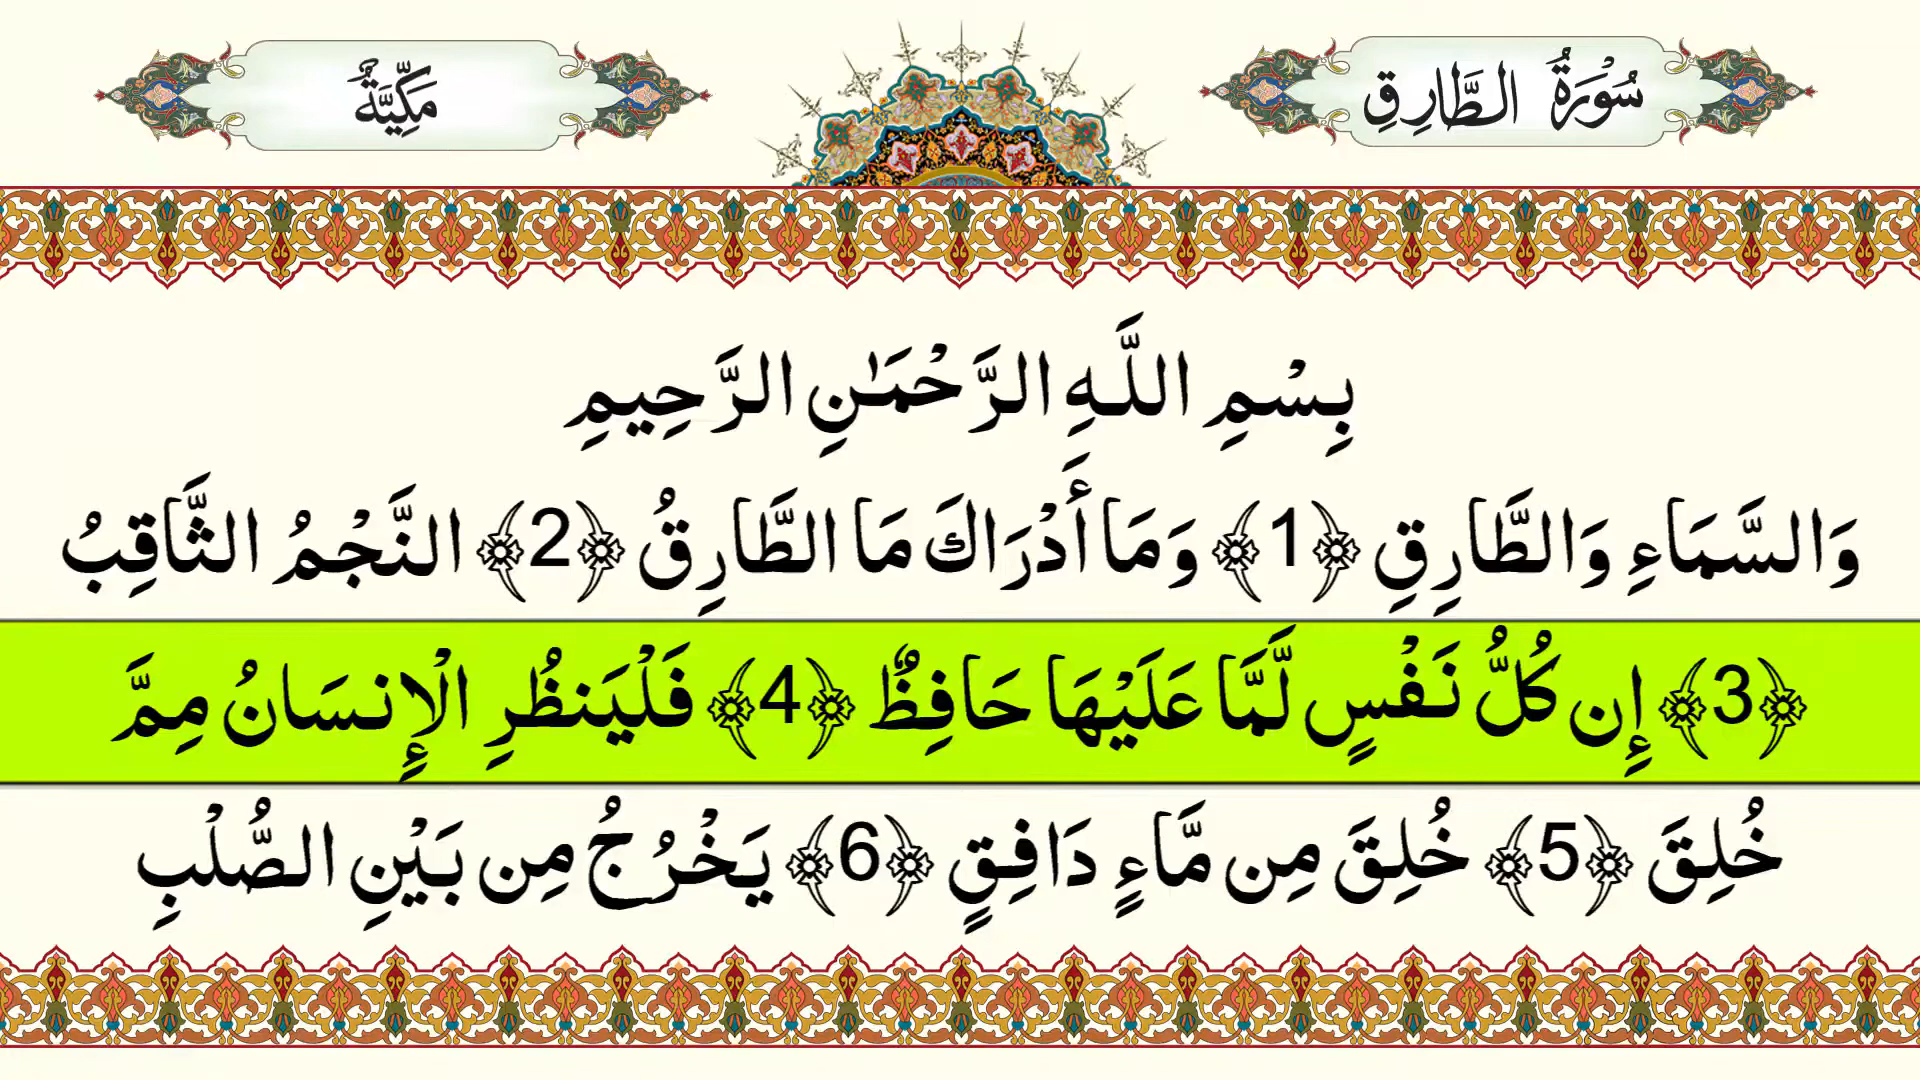 سُوْرَةُ الطَّارِقِ
مَكِّيَّةٌ
بِسْمِ اللَّهِ الرَّحْمَٰنِ الرَّحِيمِ
وَالسَّمَاءِ وَالطَّارِقِ ﴿1﴾ وَمَا أَدْرَاكَ مَا الطَّارِقُ ﴿2﴾ النَّجْمُ الثَّاقِبُ
﴿3﴾ إِن كُلُّ نَفْسٍ لَّمَّا عَلَيْهَا حَافِظٌ ﴿4﴾ فَلْيَنظُرِ الْإِنسَانُ مِمَّ
خُلِقَ ﴿5﴾ خُلِقَ مِن مَّاءٍ دَافِقٍ ﴿6﴾ يَخْرُجُ مِن بَيْنِ الصُّلْبِ